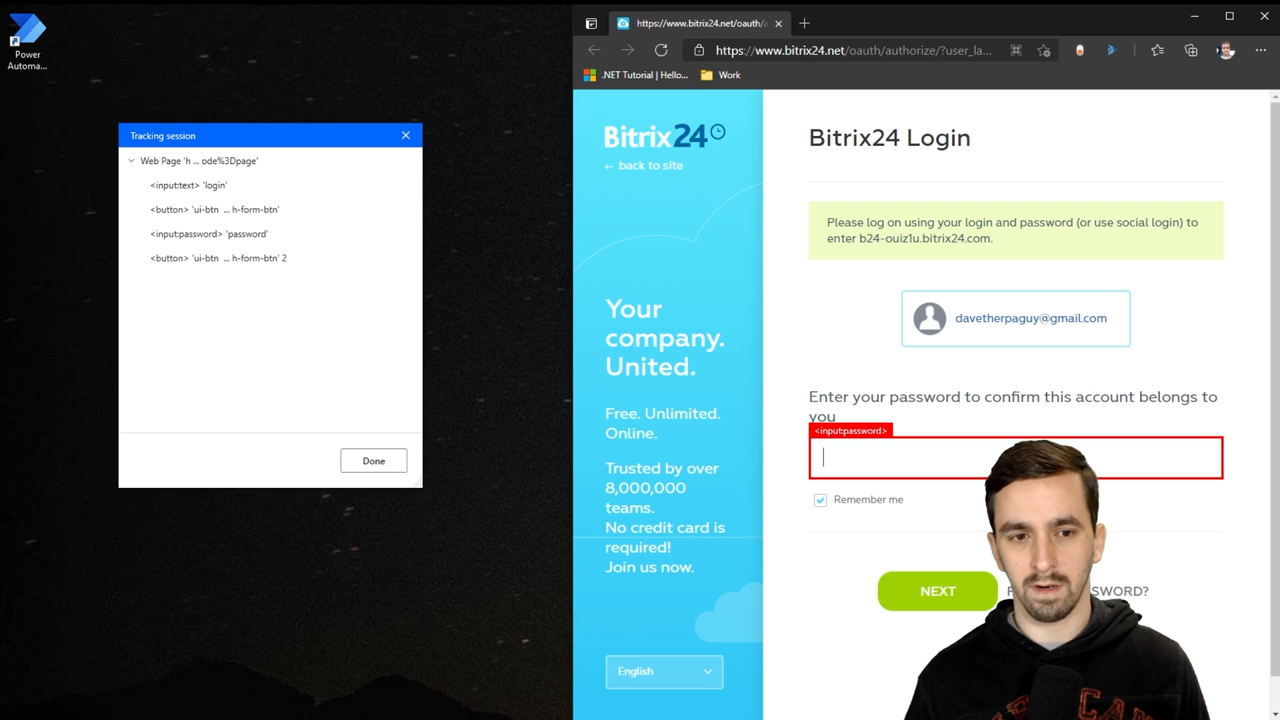 Power
Automa...
Tracking session
Web Page 'h ... ode%3Dpage'
<input:text> 'login'
<button> 'ui-btn ... h-form-btn'
<input:password> 'password'
<button> 'ui-btn ... h-form-btn' 2
Done
https://www.bitrix24.net/oauth/a
https://www.bitrix24.net/oauth/authorize/?user_la...
.NET Tutorial | Hello...
Work
Bitrix24
← back to site
Your
company.
United.
Free. Unlimited.
Online.
Trusted by over
8,000,000
teams.
No credit card is
required!
Join us now.
English
Bitrix24 Login
Please log on using your login and password (or use social login) to
enter b24-ouiz1u.bitrix24.com.
davetherpaguy@gmail.com
Enter your password to confirm this account belongs to
you
<input:password>
Remember me
NEXT